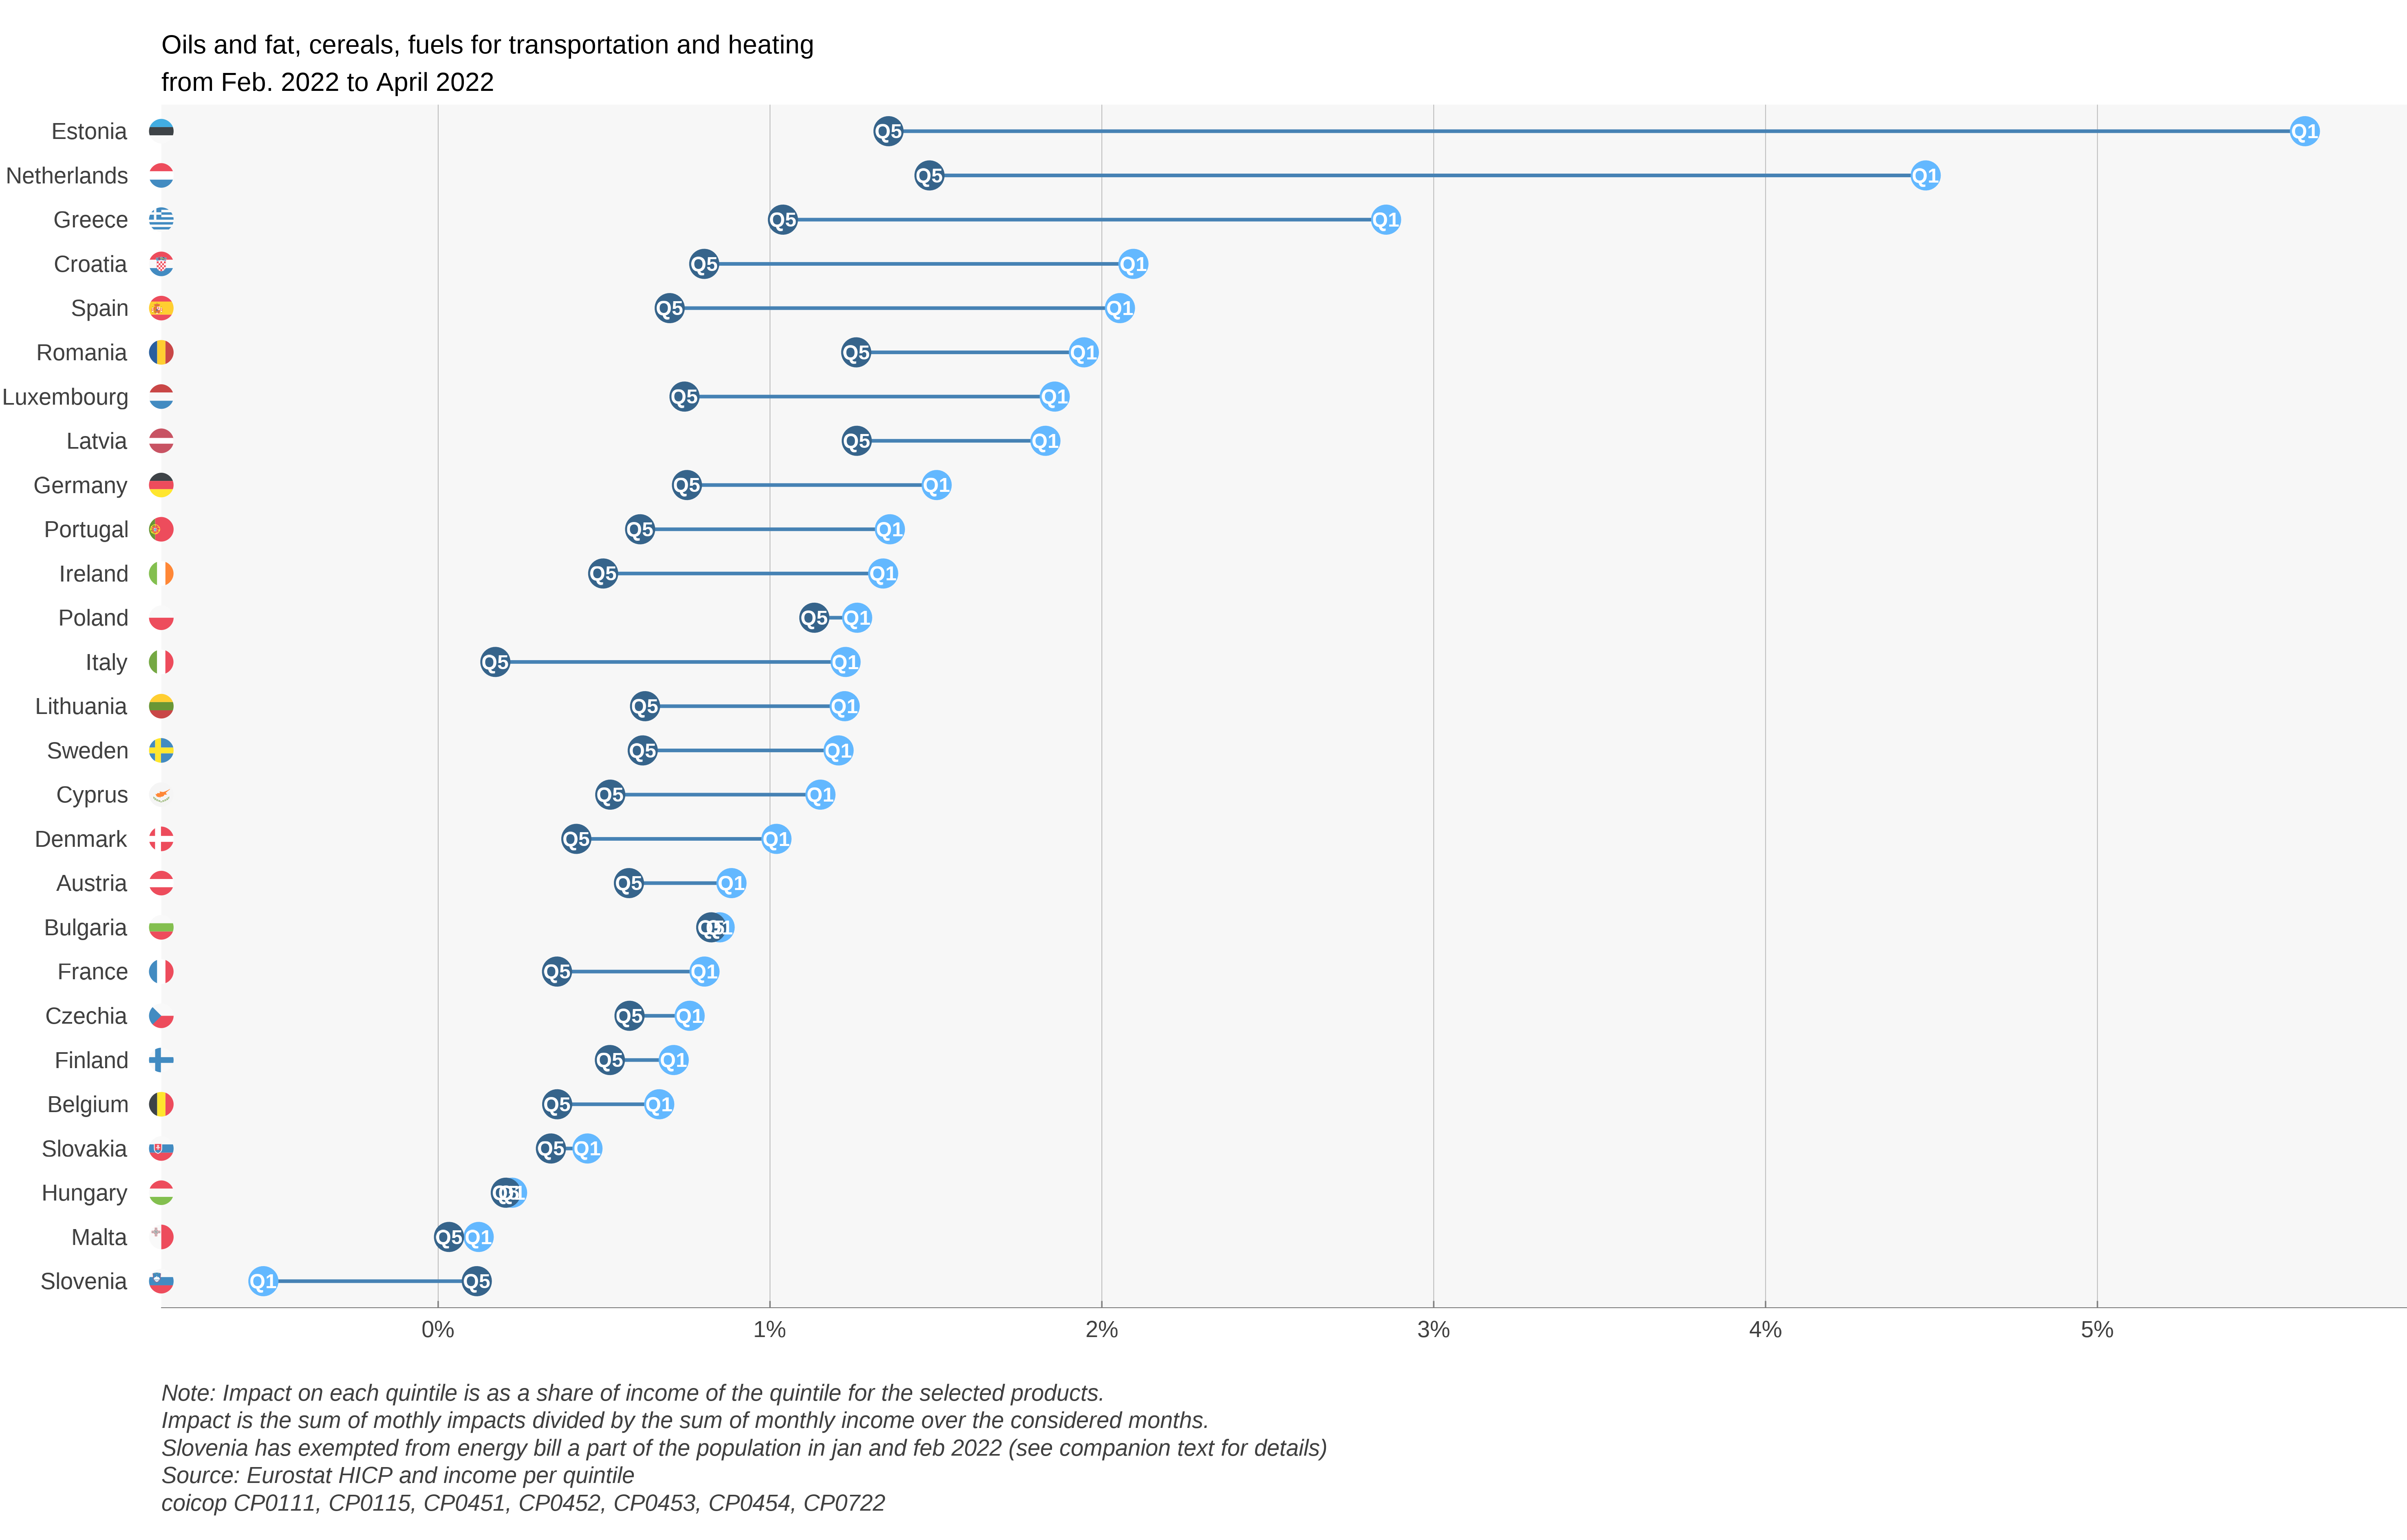 Oils and fat, cereals, fuels for transportation and heating
from Feb. 2022 to April 2022
Estonia Q5 Q1
Netherlands Q5 Q1
Greece Q5 Q1
Croatia Q5 Q1
Spain Q5 Q1
Romania Q5 Q1
Luxembourg Q5 Q1
Latvia Q5 Q1
Germany Q5 Q1
Portugal Q5 Q1
Ireland Q5 Q1
Poland Q5 Q1
Italy Q5 Q1
Lithuania Q5 Q1
Sweden Q5 Q1
Cyprus Q5 Q1
Denmark Q5 Q1
Austria Q5 Q1
Bulgaria Q5 Q1
France Q5 Q1
Czechia Q5 Q1
Finland Q5 Q1
Belgium Q5 Q1
Slovakia Q5 Q1
Hungary Q5 Q1
Malta Q5 Q1
Slovenia Q1 Q5
0% 1% 2% 3% 4% 5%
Note: Impact on each quintile is as a share of income of the quintile for the selected products.
Impact is the sum of mothly impacts divided by the sum of monthly income over the considered months.
Slovenia has exempted from energy bill a part of the population in jan and feb 2022 (see companion text for details)
Source: Eurostat HICP and income per quintile
coicop CP0111, CP0115, CP0451, CP0452, CP0453, CP0454, CP0722